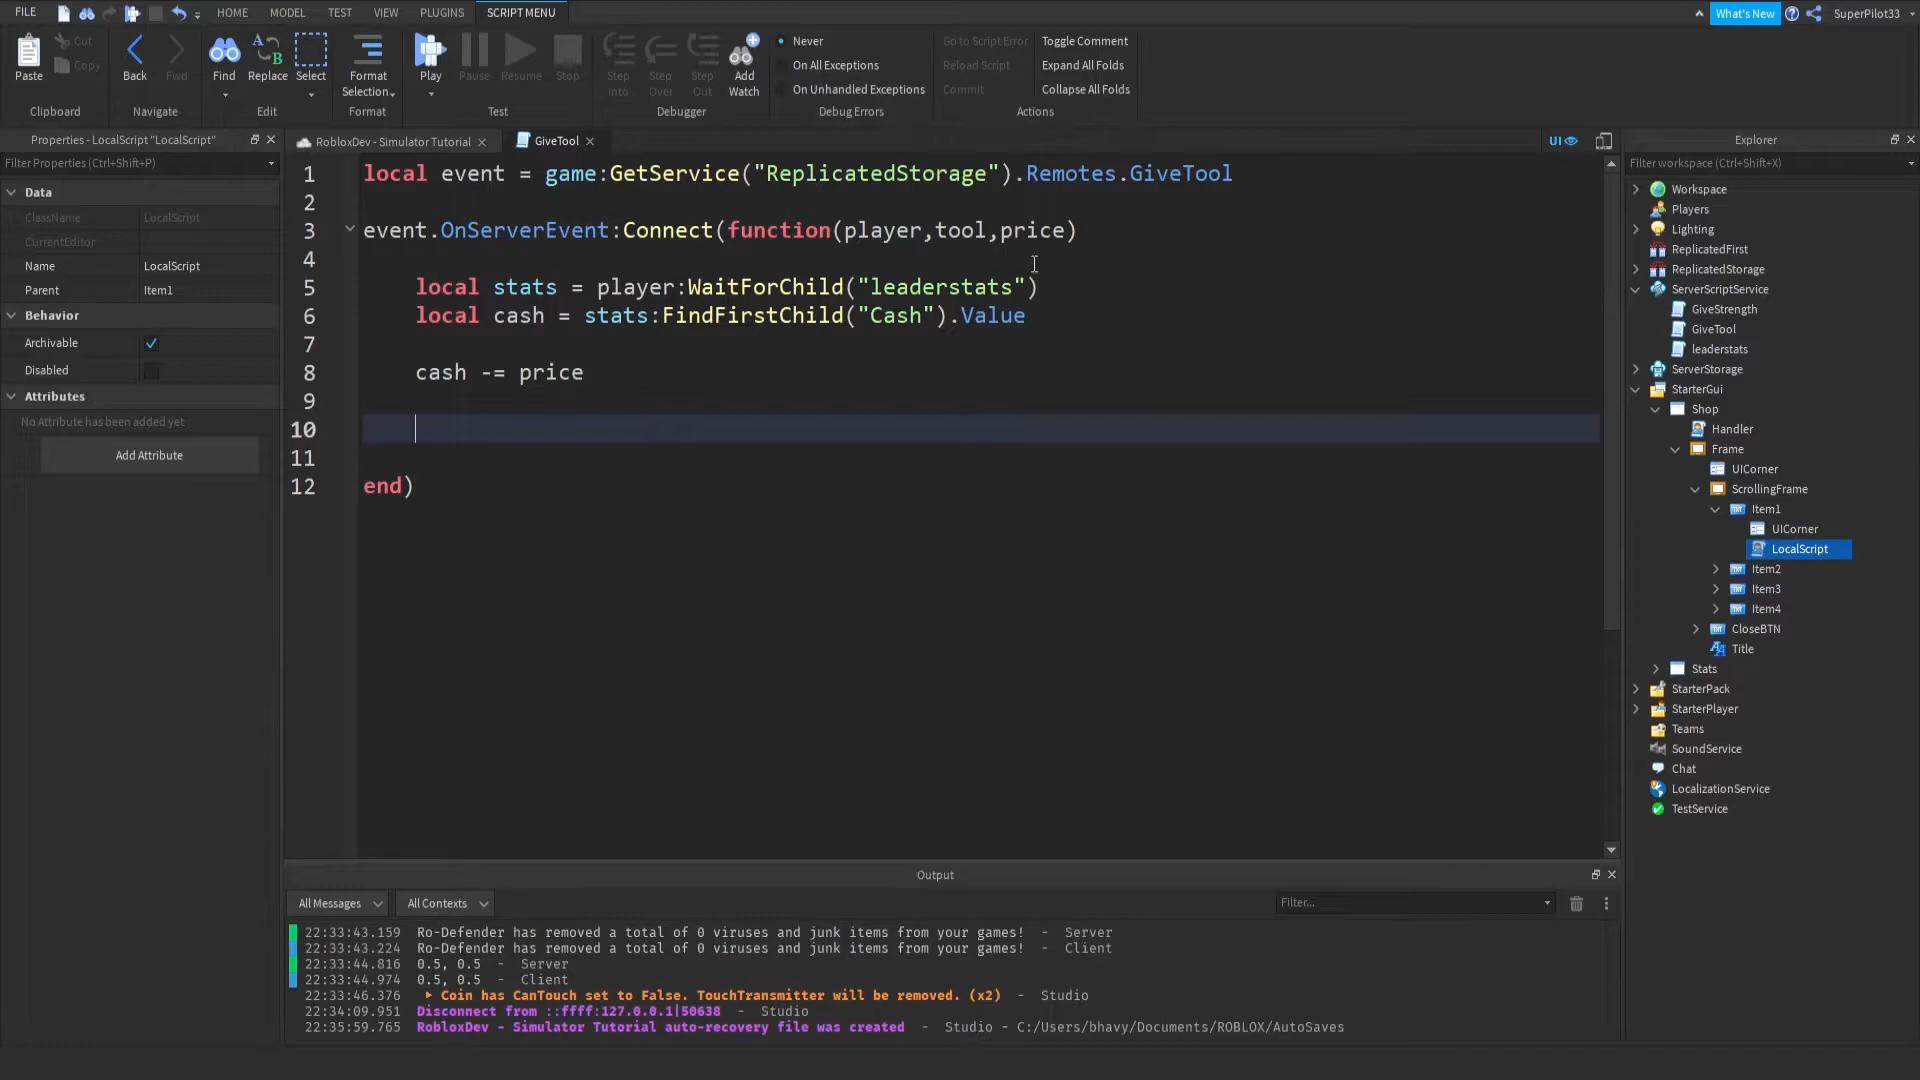 FILE HOME MODEL TEST VIEW PLUGINS SCRIPT MENU What's New SuperPilot33
Paste Cut Copy Clipboard
Back Fwd Navigate
Find Replace Select Edit
Format Selection Format
Play Pause Resume Stop Test
Step Into Step Over Step Out Add Watch Debugger
Never
On All Exceptions
On Unhandled Exceptions
Debug Errors
Go to Script Error
Reload Script
Commit
Toggle Comment
Expand All Folds
Collapse All Folds
Actions
Properties - LocalScript "LocalScript"
Filter Properties (Ctrl+Shift+P)
Data
ClassName LocalScript
CurrentEditor
Name LocalScript
Parent Item1
Behavior
Archivable
Disabled
Attributes
No Attribute has been added yet
Add Attribute
RobloxDev - Simulator Tutorial GiveTool UI
1 local event = game:GetService("ReplicatedStorage").Remotes.GiveTool
2
3 event.OnServerEvent:Connect(function(player,tool,price)
4
5 local stats = player:WaitForChild("leaderstats")
6 local cash = stats:FindFirstChild("Cash").Value
7
8 cash -= price
9
10
11
12 end)
Output
All Messages All Contexts Filter...
22:33:43.159 Ro-Defender has removed a total of 0 viruses and junk items from your games! - Server
22:33:43.224 Ro-Defender has removed a total of 0 viruses and junk items from your games! - Client
22:33:44.816 0.5, 0.5 - Server
22:33:44.974 0.5, 0.5 - Client
22:33:46.376 Coin has CanTouch set to False. TouchTransmitter will be removed. (x2) - Studio
22:34:09.951 Disconnect from ::ffff:127.0.0.1|50638 - Studio
22:35:59.765 RobloxDev - Simulator Tutorial auto-recovery file was created - Studio - C:/Users/bhavy/Documents/ROBLOX/AutoSaves
Explorer
Filter workspace (Ctrl+Shift+X)
Workspace
Players
Lighting
ReplicatedFirst
ReplicatedStorage
ServerScriptService
GiveStrength
GiveTool
leaderstats
ServerStorage
StarterGui
Shop
Handler
Frame
UICorner
ScrollingFrame
Item1
UICorner
LocalScript
Item2
Item3
Item4
CloseBTN
Title
Stats
StarterPack
StarterPlayer
Teams
SoundService
Chat
LocalizationService
TestService